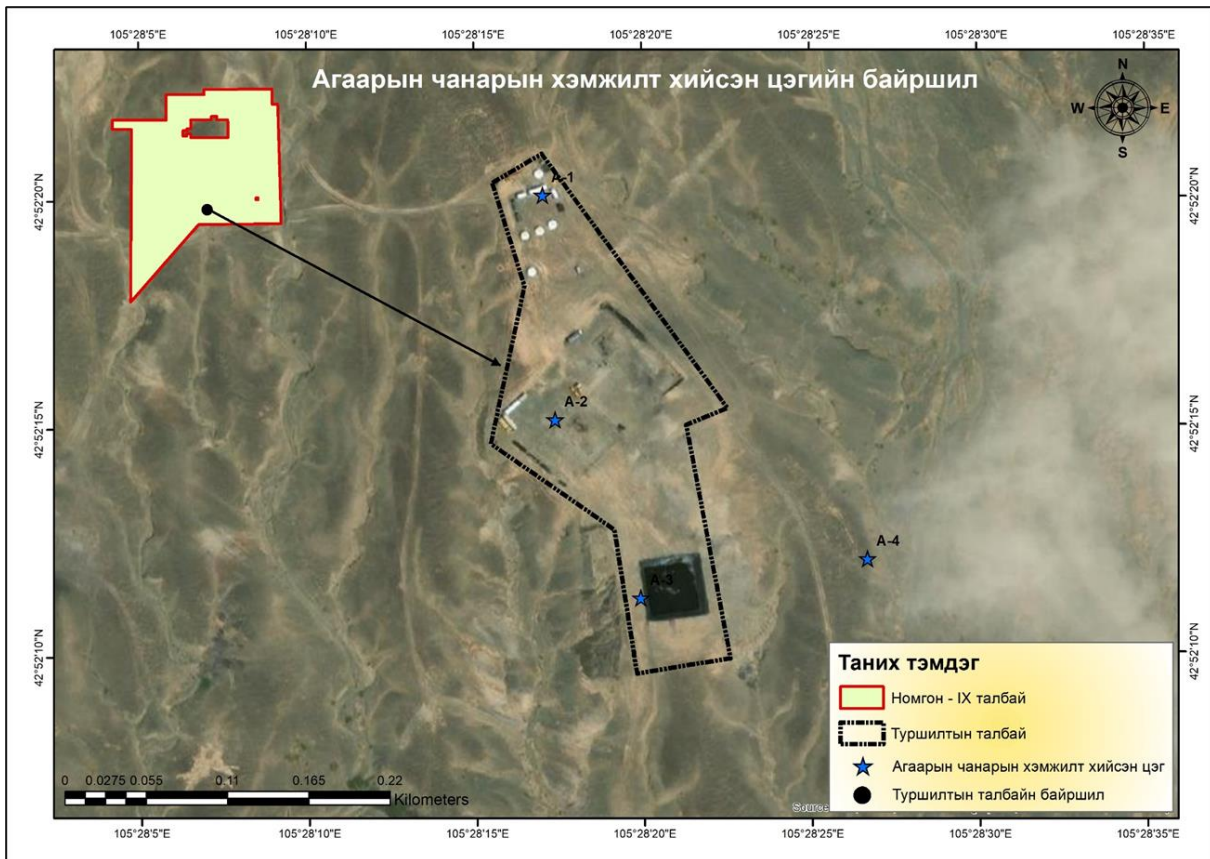 105°28'5"E 105°28'10"E 105°28'15"E 105°28'20"E 105°28'25"E 105°28'30"E 105°28'35"E
Агаарын чанарын хэмжилт хийсэн цэгийн байршил
N
W E
S
A-1
42°52'20"N 42°52'20"N
A-2
42°52'15"N 42°52'15"N
A-4
A-3
42°52'10"N 42°52'10"N
Таних тэмдэг
Номгон - IX талбай
Туршилтын талбай
Агаарын чанарын хэмжилт хийсэн цэг
Туршилтын талбайн байршил
0 0.0275 0.055 0.11 0.165 0.22
Kilometers
105°28'5"E 105°28'10"E 105°28'15"E 105°28'20"E 105°28'25"E 105°28'30"E 105°28'35"E